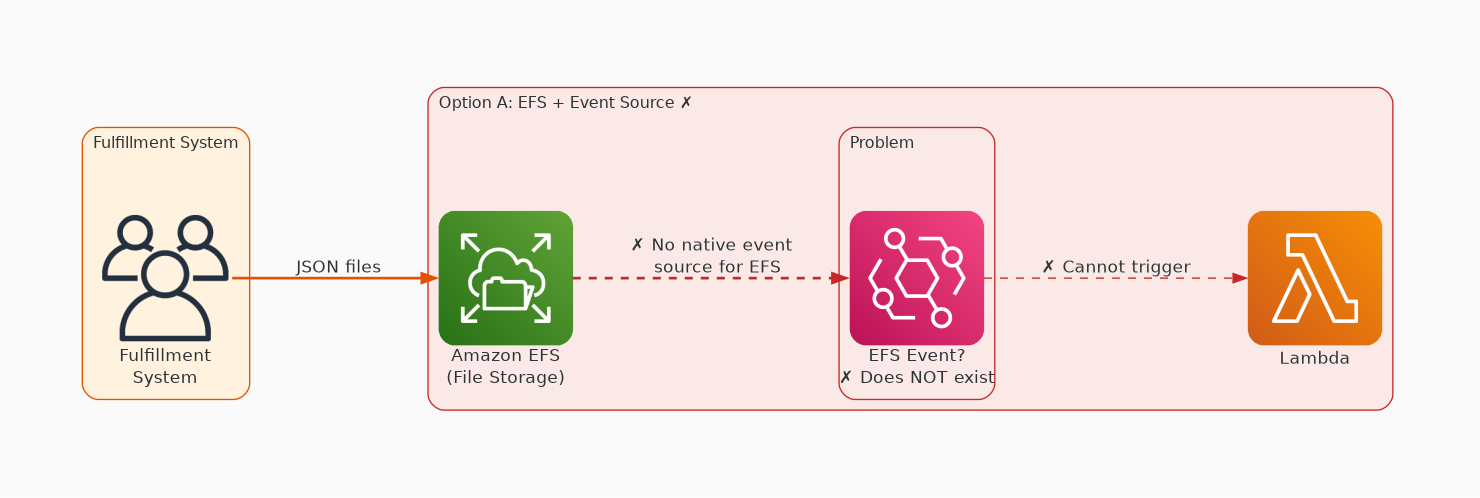 Option A: EFS + Event Source ✗
Fulfillment System
Problem
JSON files
✗ No native event
source for EFS
✗ Cannot trigger
Fulfillment
System
Amazon EFS
(File Storage)
EFS Event?
✗ Does NOT exist
Lambda